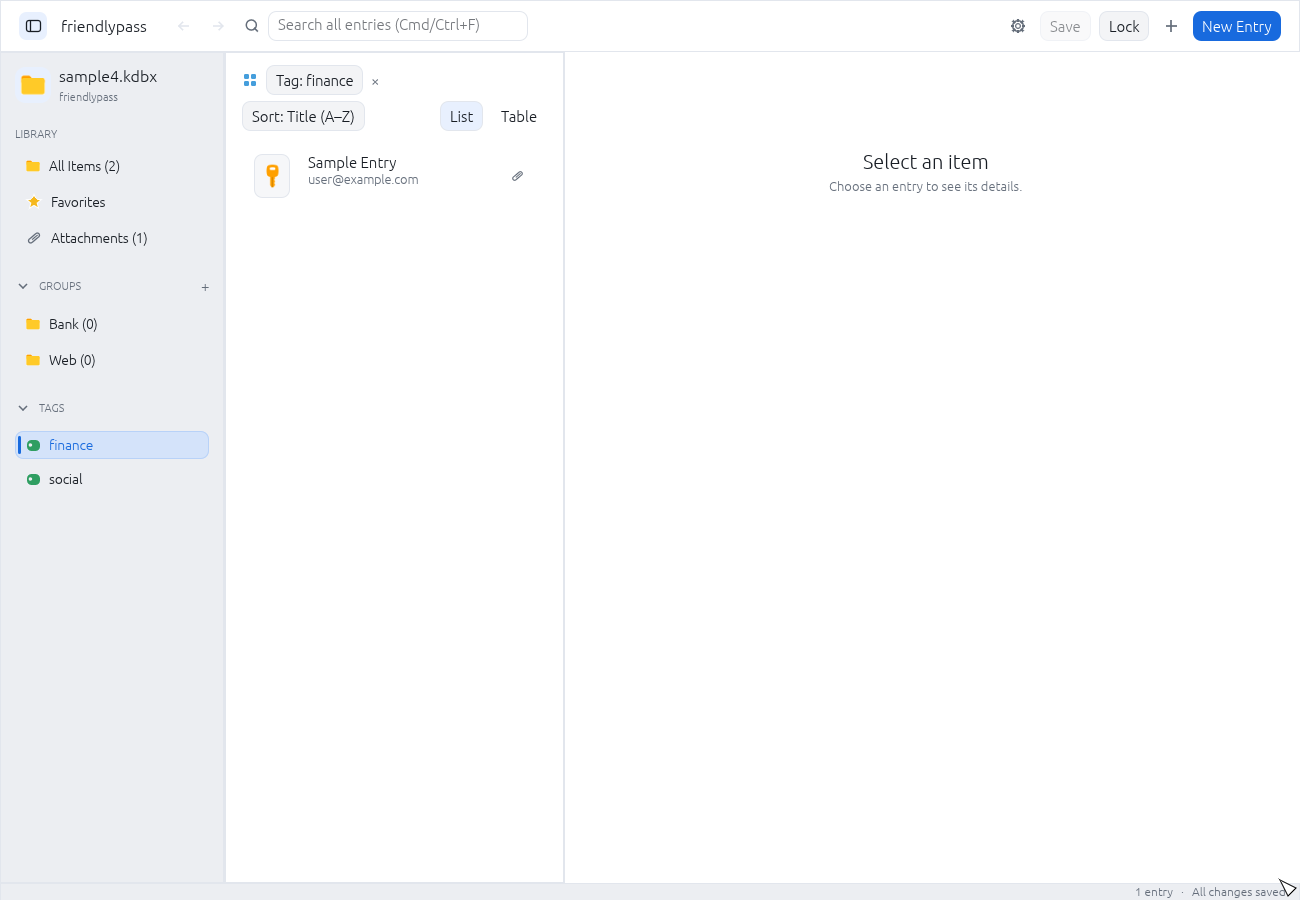 friendlypass
Search all entries (Cmd/Ctrl+F)
Save
Lock
New Entry
sample4.kdbx
friendlypass
LIBRARY
All Items (2)
Favorites
Attachments (1)
GROUPS
Bank (0)
Web (0)
TAGS
finance
social
Tag: finance
Sort: Title (A–Z)
List
Table
Sample Entry
user@example.com
Select an item
Choose an entry to see its details.
1 entry · All changes saved